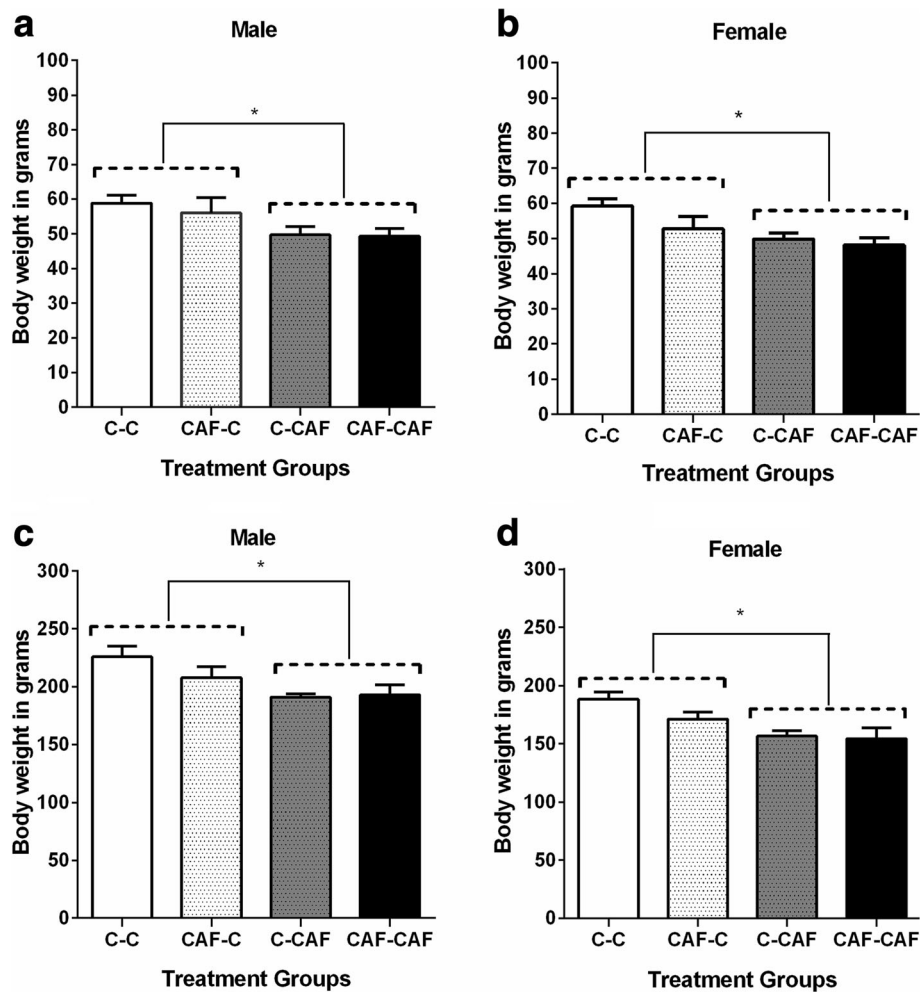 a
Male
Body weight in grams
100
90
80
70
60
50
40
30
20
10
0
*
C-C CAF-C C-CAF CAF-CAF
Treatment Groups
b
Female
Body weight in grams
100
90
80
70
60
50
40
30
20
10
0
*
C-C CAF-C C-CAF CAF-CAF
Treatment Groups
c
Male
Body weight in grams
300
250
200
150
100
50
0
*
C-C CAF-C C-CAF CAF-CAF
Treatment Groups
d
Female
Body weight in grams
300
250
200
150
100
50
0
*
C-C CAF-C C-CAF CAF-CAF
Treatment Groups